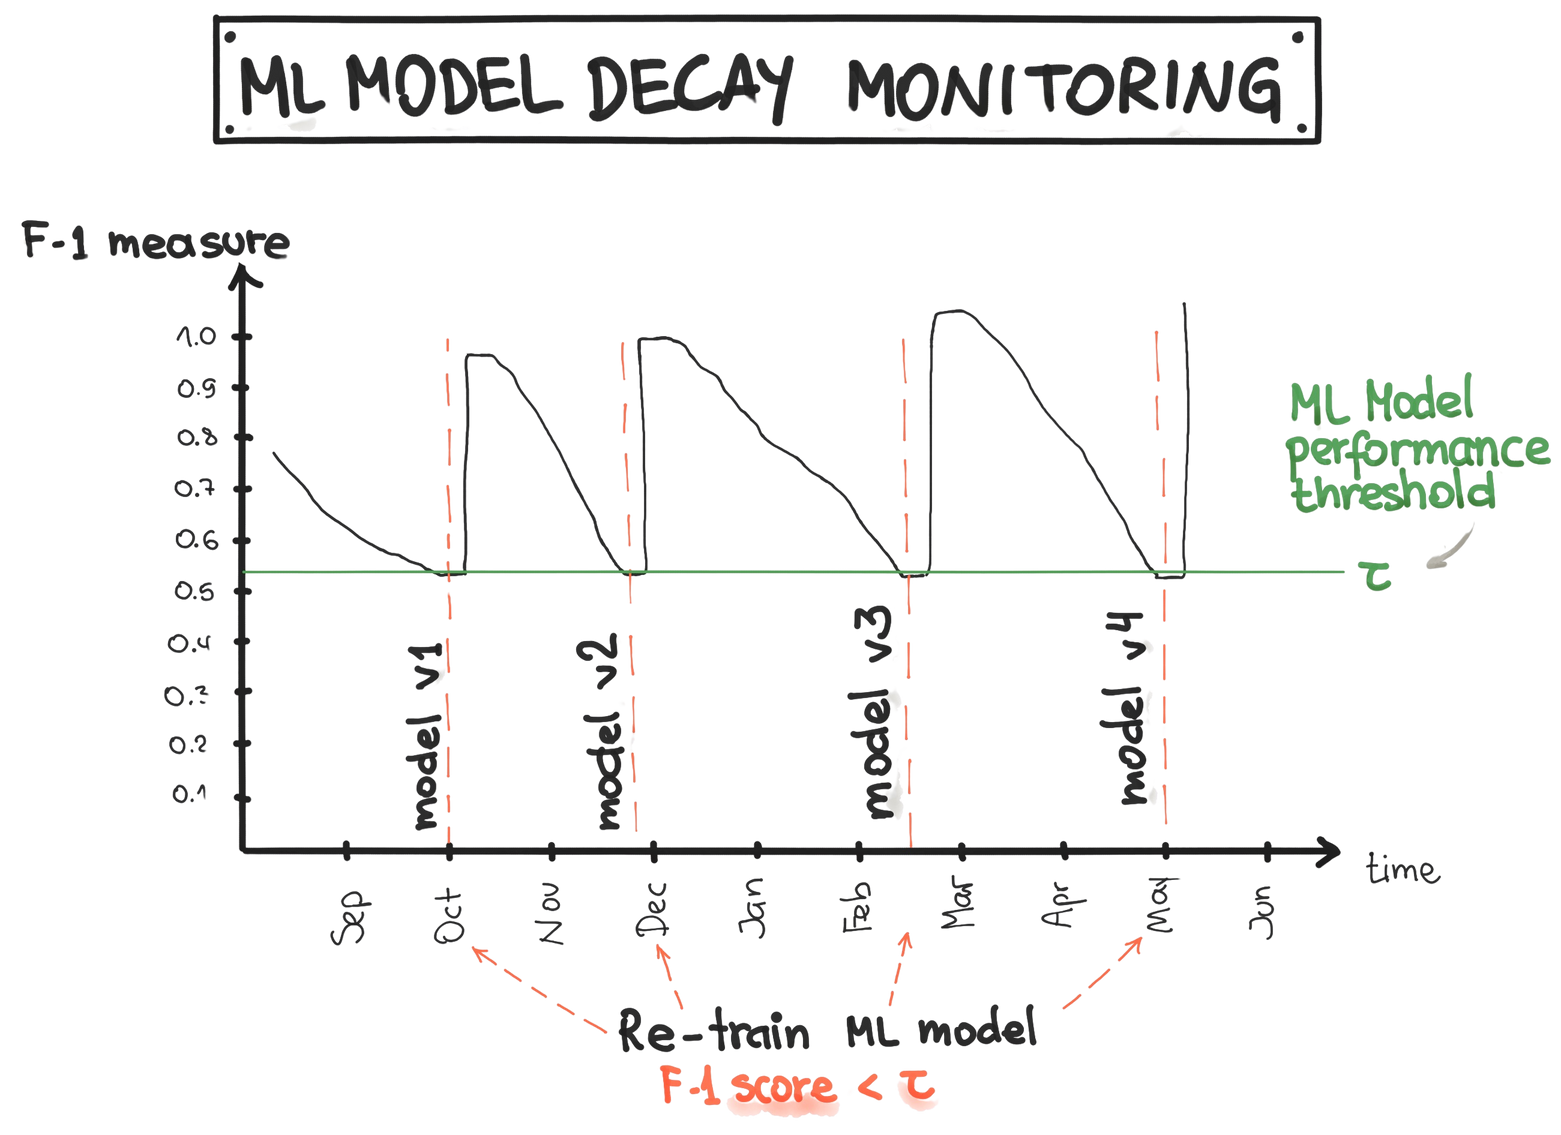 ML MODEL DECAY MONITORING
F-1 measure
1.0
0.9
0.8
0.7
0.6
0.5
0.4
0.3
0.2
0.1
ML Model
performance
threshold
τ
model v1
model v2
model v3
model v4
Sep
Oct
Nov
Dec
Jan
Feb
Mar
Apr
May
Jun
time
Re-train ML model
F-1 score < τ